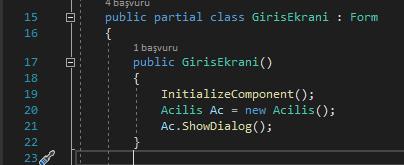 4 başvuru
15 public partial class GirisEkrani : Form
16 {
1 başvuru
17 public GirisEkrani()
18 {
19 InitializeComponent();
20 Acilis Ac = new Acilis();
21 Ac.ShowDialog();
22 }
23